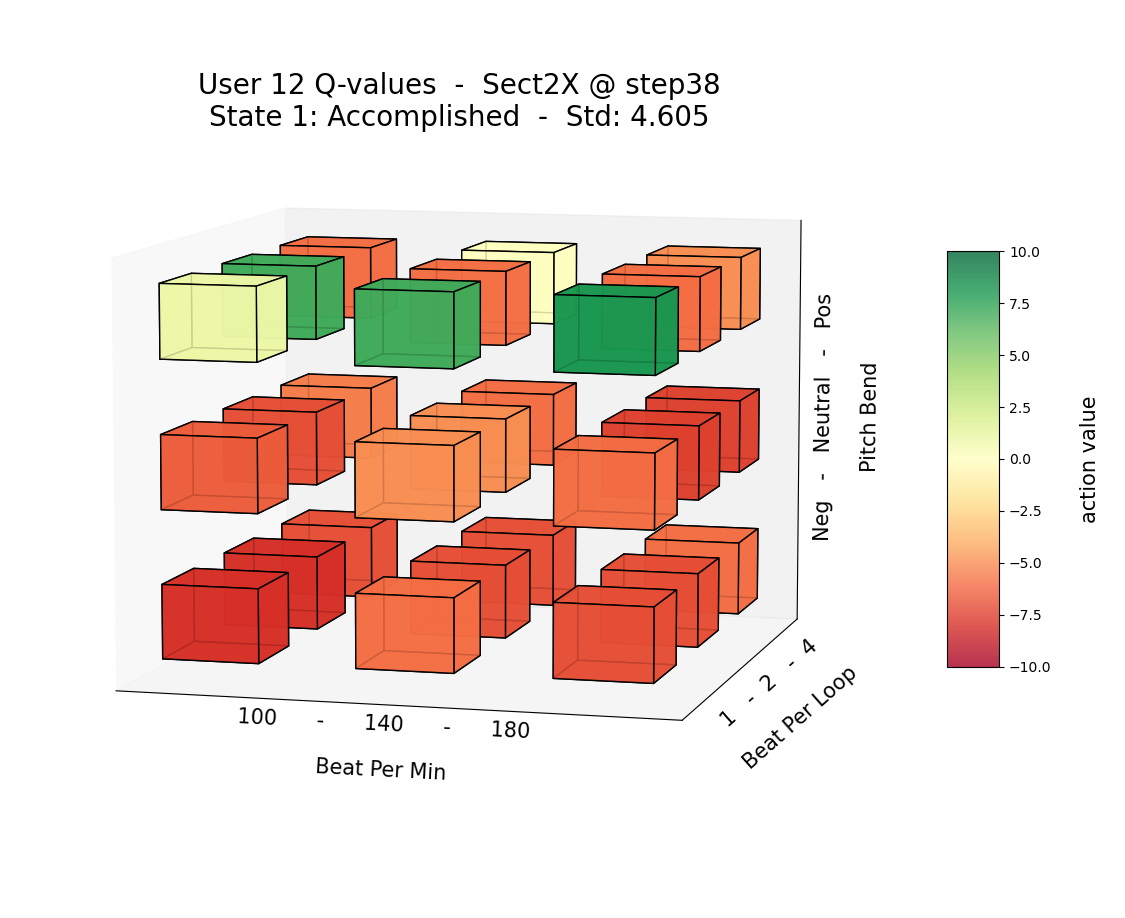 User 12 Q-values  -  Sect2X @ step38
State 1: Accomplished  -  Std: 4.605
10.0
7.5
5.0
2.5
0.0
−2.5
−5.0
−7.5
−10.0
action value
Neg   -   Neutral   -   Pos
Pitch Bend
1  -  2  -  4
Beat Per Loop
100   -   140   -   180
Beat Per Min